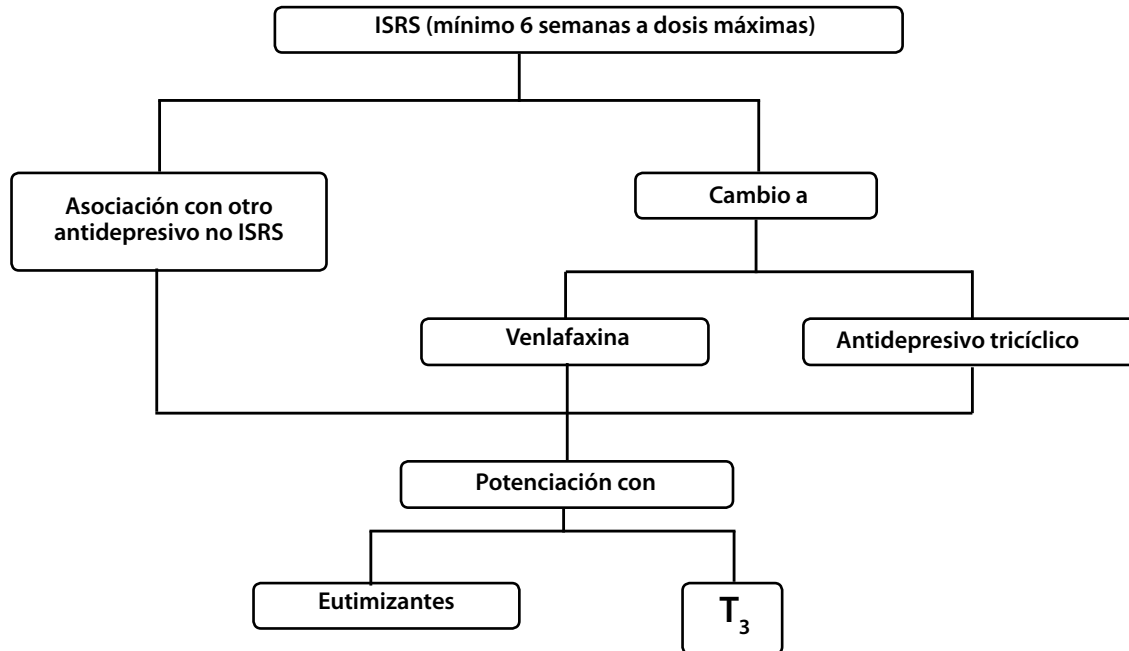 ISRS (mínimo 6 semanas a dosis máximas)
Asociación con otro
antidepresivo no ISRS
Cambio a
Venlafaxina
Antidepresivo tricíclico
Potenciación con
Eutimizantes
T₃